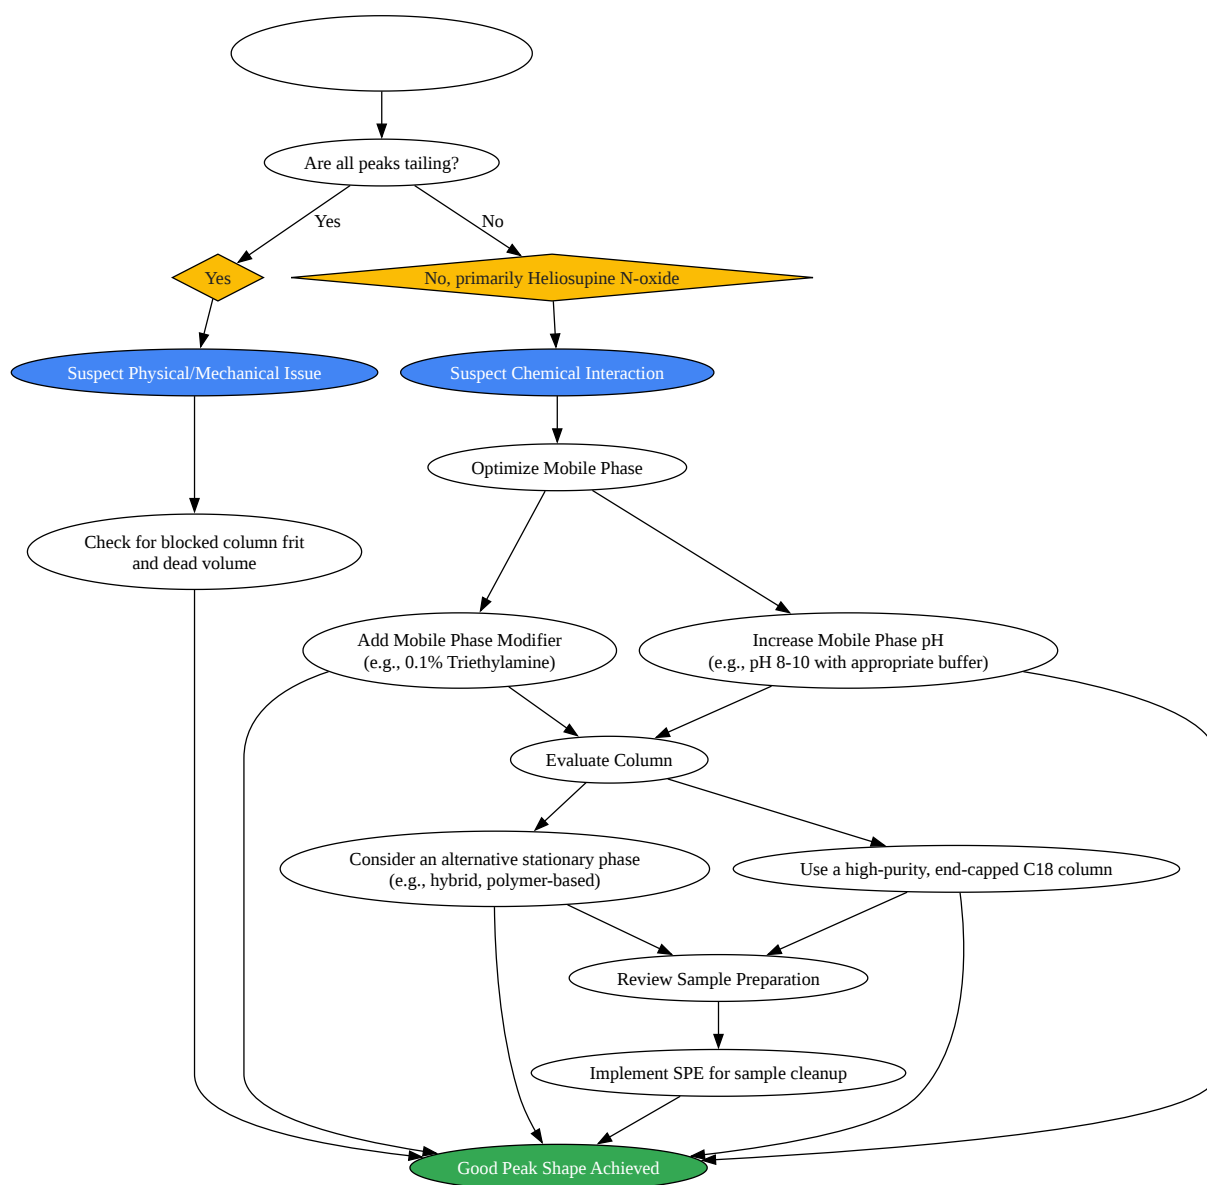 Are all peaks tailing?
Yes
No
Yes
No, primarily Heliosupine N-oxide
Suspect Physical/Mechanical Issue
Suspect Chemical Interaction
Optimize Mobile Phase
Check for blocked column frit
and dead volume
Add Mobile Phase Modifier
(e.g., 0.1% Triethylamine)
Increase Mobile Phase pH
(e.g., pH 8-10 with appropriate buffer)
Evaluate Column
Consider an alternative stationary phase
(e.g., hybrid, polymer-based)
Use a high-purity, end-capped C18 column
Review Sample Preparation
Implement SPE for sample cleanup
Good Peak Shape Achieved